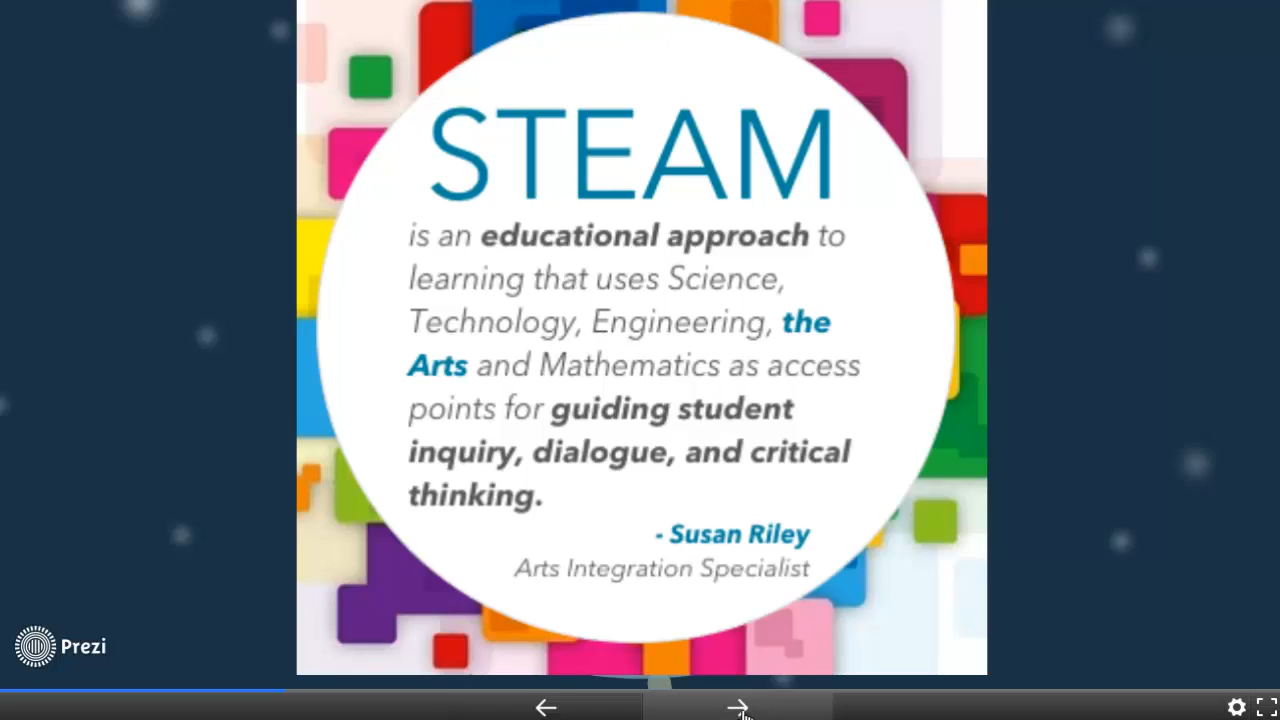 STEAM
is an educational approach to
learning that uses Science,
Technology, Engineering, the
Arts and Mathematics as access
points for guiding student
inquiry, dialogue, and critical
thinking.
- Susan Riley
Arts Integration Specialist
Prezi